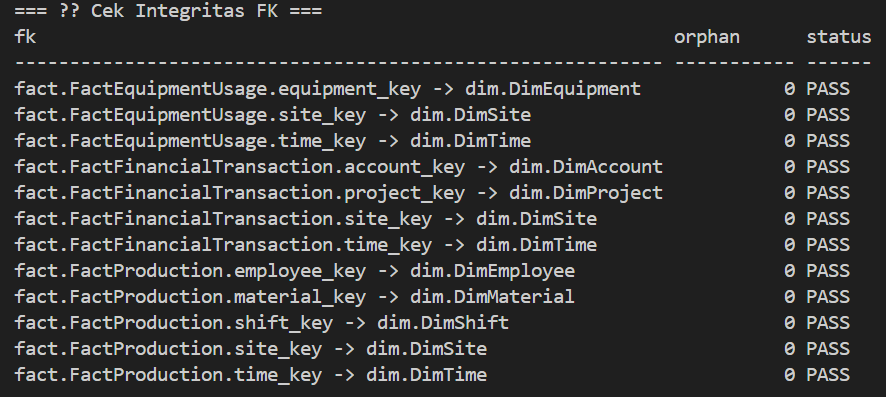 === ?? Cek Integritas FK ===
fk                                                          orphan      status
----------------------------------------------------------- ----------- ------
fact.FactEquipmentUsage.equipment_key -> dim.DimEquipment             0 PASS
fact.FactEquipmentUsage.site_key -> dim.DimSite                       0 PASS
fact.FactEquipmentUsage.time_key -> dim.DimTime                       0 PASS
fact.FactFinancialTransaction.account_key -> dim.DimAccount           0 PASS
fact.FactFinancialTransaction.project_key -> dim.DimProject           0 PASS
fact.FactFinancialTransaction.site_key -> dim.DimSite                 0 PASS
fact.FactFinancialTransaction.time_key -> dim.DimTime                 0 PASS
fact.FactProduction.employee_key -> dim.DimEmployee                   0 PASS
fact.FactProduction.material_key -> dim.DimMaterial                   0 PASS
fact.FactProduction.shift_key -> dim.DimShift                         0 PASS
fact.FactProduction.site_key -> dim.DimSite                           0 PASS
fact.FactProduction.time_key -> dim.DimTime                           0 PASS